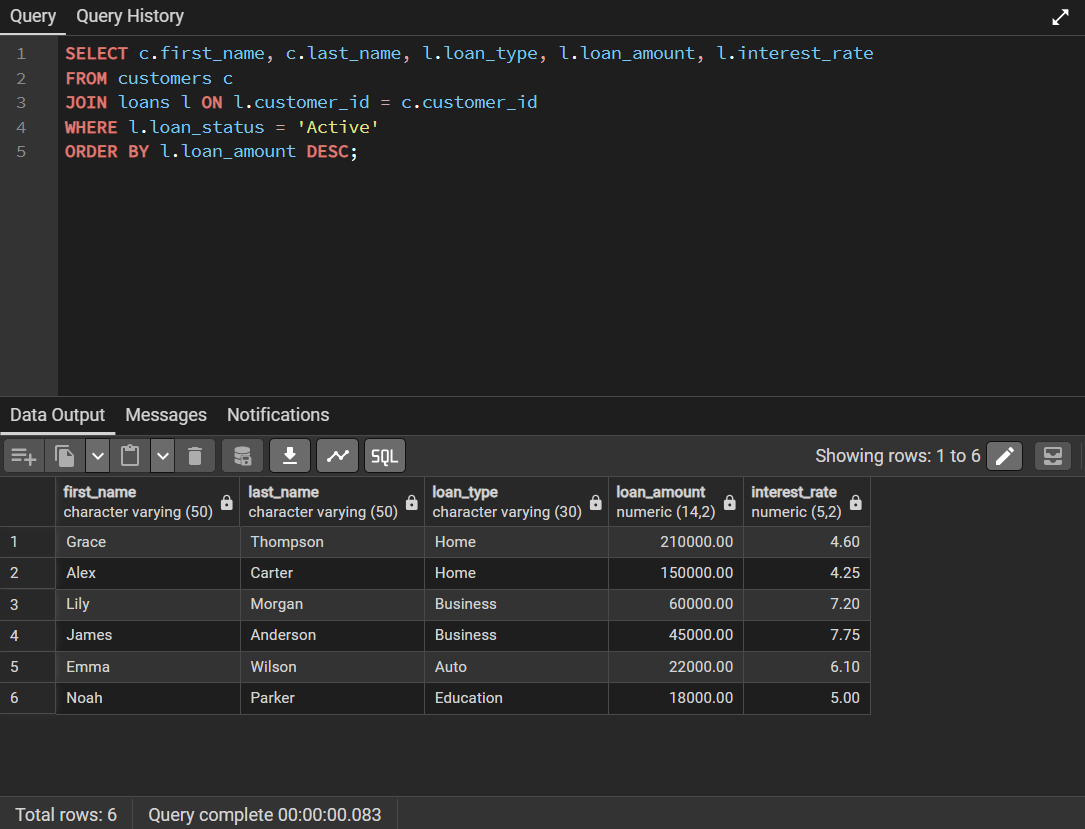 Query Query History
1 SELECT c.first_name, c.last_name, l.loan_type, l.loan_amount, l.interest_rate
2 FROM customers c
3 JOIN loans l ON l.customer_id = c.customer_id
4 WHERE l.loan_status = 'Active'
5 ORDER BY l.loan_amount DESC;
Data Output Messages Notifications
SQL Showing rows: 1 to 6
first_name last_name loan_type loan_amount interest_rate
character varying (50) character varying (50) character varying (30) numeric (14,2) numeric (5,2)
1 Grace Thompson Home 210000.00 4.60
2 Alex Carter Home 150000.00 4.25
3 Lily Morgan Business 60000.00 7.20
4 James Anderson Business 45000.00 7.75
5 Emma Wilson Auto 22000.00 6.10
6 Noah Parker Education 18000.00 5.00
Total rows: 6 Query complete 00:00:00.083